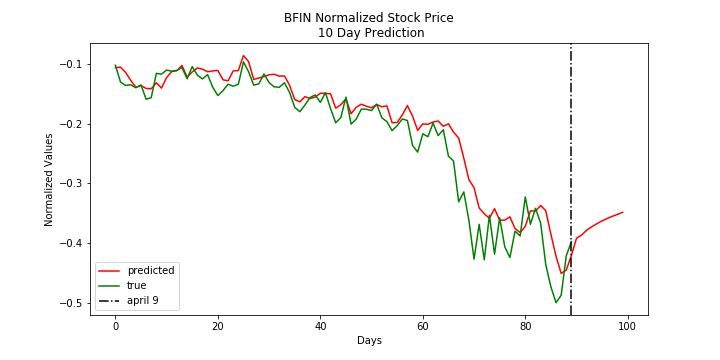 BFIN Normalized Stock Price
10 Day Prediction
Normalized Values
−0.1
−0.2
−0.3
−0.4
−0.5
predicted
true
april 9
0
20
40
60
80
100
Days